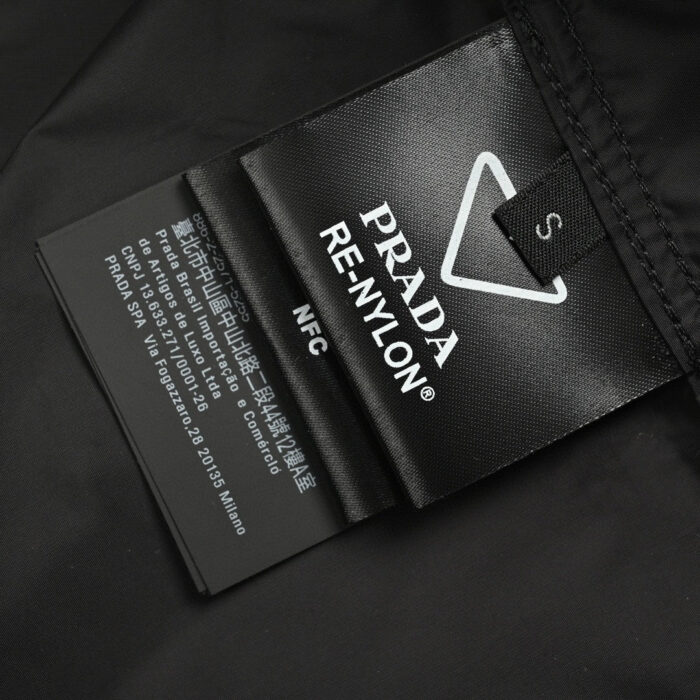 S
PRADA
RE-NYLON®
NFC
臺北市中山區中山北路二段44號12樓A室
Prada Brasil Importação e Comércio
de Artigos de Luxo Ltda
CNPJ 13.633.271/0001-26
PRADA SPA Via Fogazzaro,28 20135 Milano